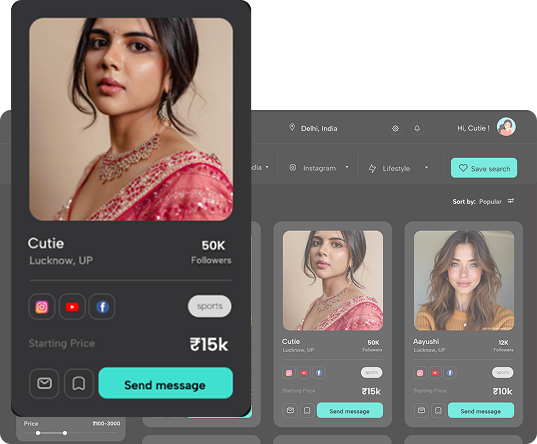 Cutie
50K
Lucknow, UP
Followers
sports
Starting Price
₹15k
Send message
Delhi, India
Hi, Cutie !
dia
Instagram
Lifestyle
Save search
Sort by: Popular
Cutie
50K
Lucknow, UP
Followers
sports
Starting Price
₹15k
Send message
Aayushi
12K
Lucknow, UP
Followers
sports
Starting Price
₹10k
Send message
Price
₹100-3000